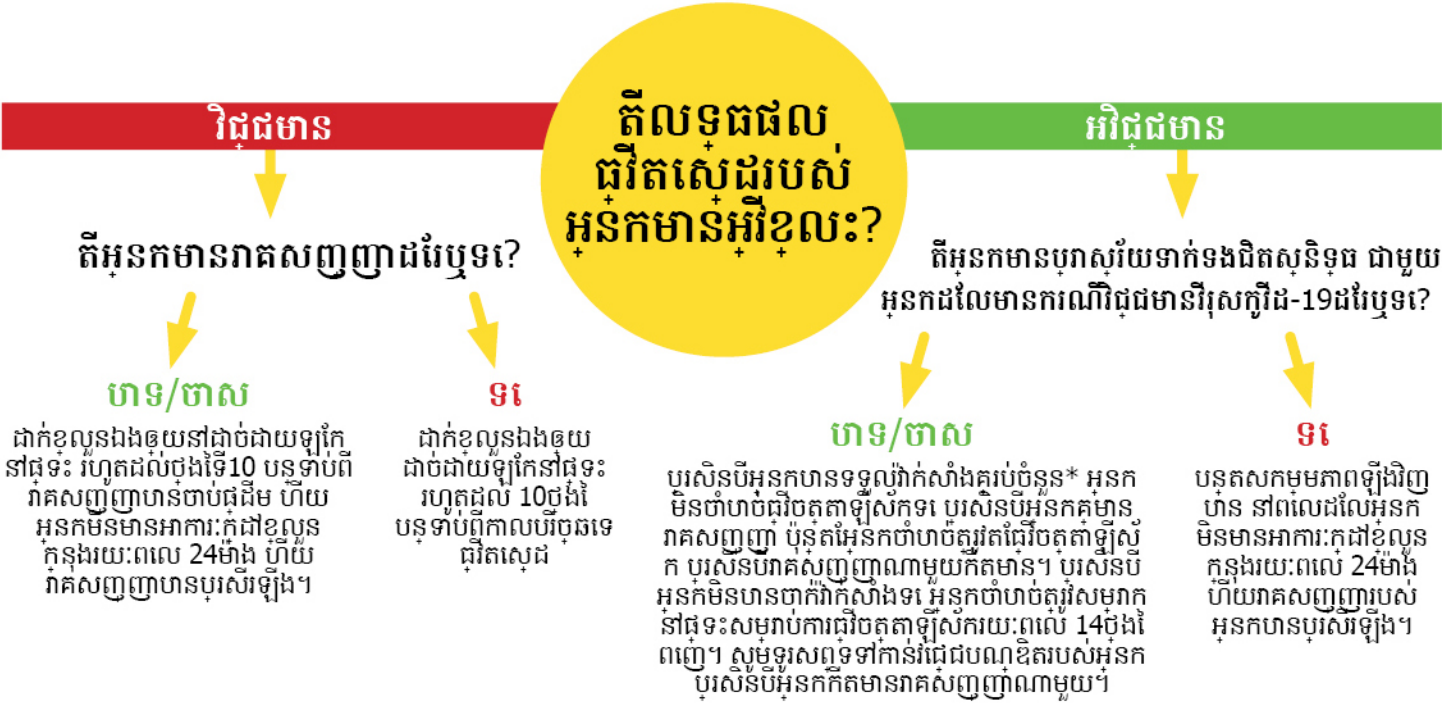 វិជ្ជមាន
តើលទ្ធផល
ធ្វើតេស្ដរបស់
អ្នកមានអ្វីខ្លះ?
អវិជ្ជមាន
តើអ្នកមានរោគសញ្ញាដែរឬទេ?
តើអ្នកមានប្រាស្រ័យទាក់ទងជិតស្និទ្ធ ជាមួយ
អ្នកដែលមានករណីវិជ្ជមានវីរុសកូវីដ-19ដែរឬទេ?
បាទ/ចាស
ដាក់ខ្លួនឯងឲ្យនៅដាច់ដោយឡែក
នៅផ្ទះ រហូតដល់ថ្ងៃទី10 បន្ទាប់ពី
រោគសញ្ញាបានចាប់ផ្ដើម ហើយ
អ្នកមិនមានអាការៈក្ដៅខ្លួន
ក្នុងរយៈពេល 24ម៉ោង ហើយ
រោគសញ្ញាបានប្រសើរឡើង។
ទេ
ដាក់ខ្លួនឯងឲ្យ
ដាច់ដោយឡែកនៅផ្ទះ
រហូតដល់ 10ថ្ងៃ
បន្ទាប់ពីកាលបរិច្ឆេទ
ធ្វើតេស្ដ
បាទ/ចាស
ប្រសិនបើអ្នកបានទទួលវ៉ាក់សាំងគ្រប់ចំនួន* អ្នក
មិនចាំបាច់ធ្វើចត្តាឡីស័កទេ ប្រសិនបើអ្នកគ្មាន
រោគសញ្ញា ប៉ុន្តែអ្នកចាំបាច់ត្រូវតែធ្វើចត្តាឡីស័
ក ប្រសិនបើរោគសញ្ញាណាមួយកើតមាន។ ប្រសិនបើ
អ្នកមិនបានចាក់វ៉ាក់សាំងទេ អ្នកចាំបាច់ត្រូវសម្រាក
នៅផ្ទះសម្រាប់ការធ្វើចត្តាឡីស័ករយៈពេល 14ថ្ងៃ
ពេញ។ សូមទូរសព្ទទៅកាន់វេជ្ជបណ្ឌិតរបស់អ្នក
ប្រសិនបើអ្នកកើតមានរោគសញ្ញាណាមួយ។
ទេ
បន្តសកម្មភាពឡើងវិញ
បាន នៅពេលដែលអ្នក
មិនមានអាការៈក្ដៅខ្លួន
ក្នុងរយៈពេល 24ម៉ោង
ហើយរោគសញ្ញារបស់
អ្នកបានប្រសើរឡើង។